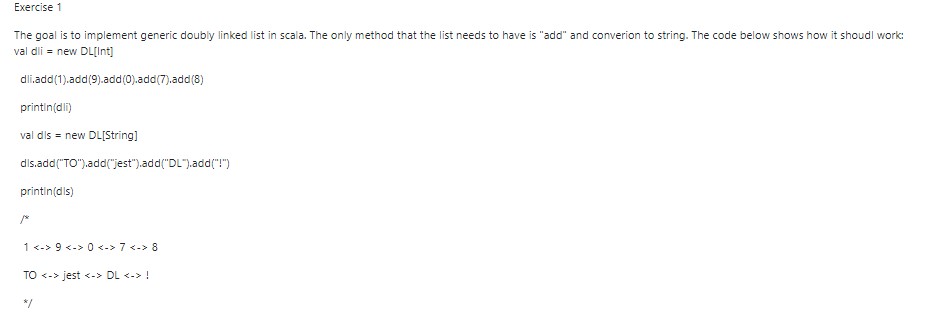 Exercise 1
The goal is to implement generic doubly linked list in scala. The only method that the list needs to have is "add" and converion to string. The code below shows how it shoudl work:
val dli = new DL[Int]
dli.add(1).add(9).add(0).add(7).add(8)
println(dli)
val dls = new DL[String]
dls.add("TO").add("jest").add("DL").add("!")
println(dls)
/*
1 <-> 9 <-> 0 <-> 7 <-> 8
TO <-> jest <-> DL <-> !
*/